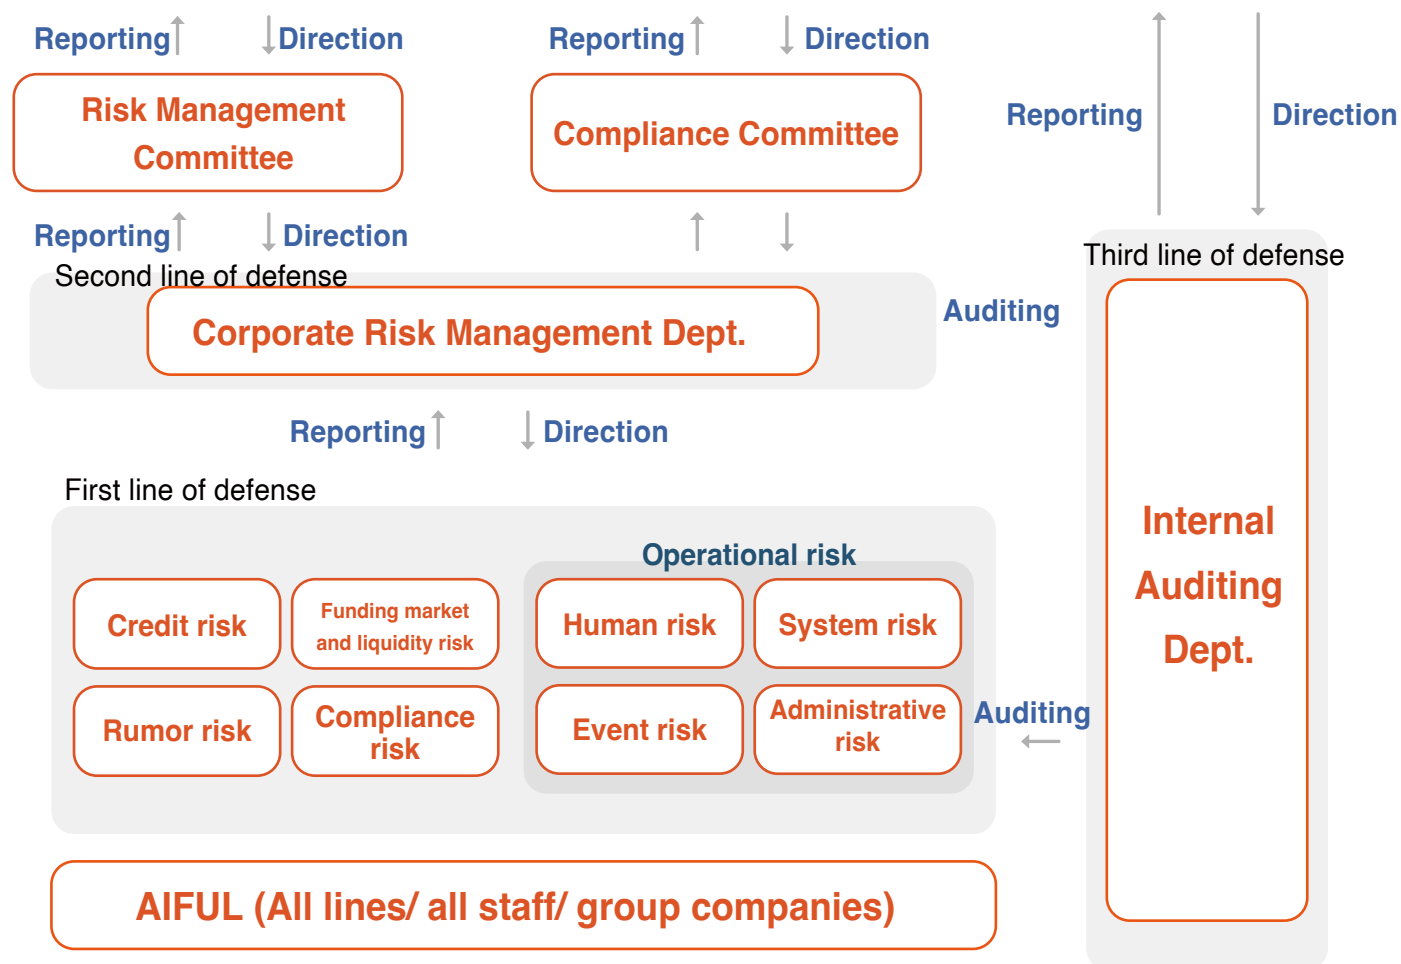 Reporting
Direction
Reporting
Direction
Risk Management
Committee
Compliance Committee
Reporting
Direction
Reporting
Direction
Second line of defense
Corporate Risk Management Dept.
Auditing
Third line of defense
Reporting
Direction
First line of defense
Operational risk
Credit risk
Funding market
and liquidity risk
Human risk
System risk
Rumor risk
Compliance
risk
Event risk
Administrative
risk
Auditing
Internal
Auditing
Dept.
AIFUL (All lines/ all staff/ group companies)